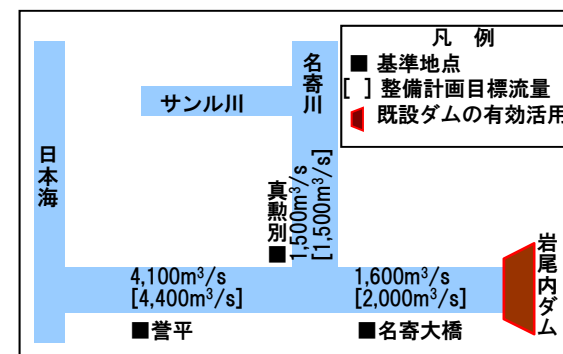 凡 例
■ 基準地点
[ ] 整備計画目標流量
既設ダムの有効活用
名寄川
サンル川
日本海
真勲別■
1,500m³/s
[1,500m³/s]
4,100m³/s
[4,400m³/s]
1,600m³/s
[2,000m³/s]
岩尾内ダム
■誉平
■名寄大橋